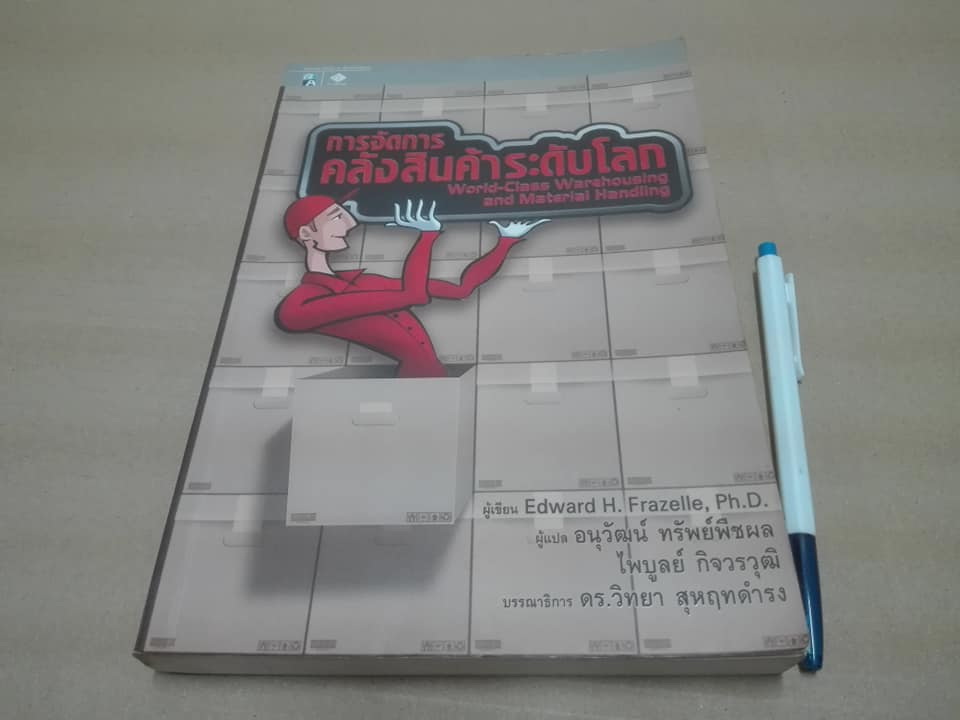 การจัดการ
คลังสินค้าระดับโลก
World-Class Warehousing
and Material Handling
ผู้เขียน Edward H. Frazelle, Ph.D.
ผู้แปล อนุวัฒน์ ทรัพย์พืชผล
ไพบูลย์ กิจวรวุฒิ
บรรณาธิการ ดร.วิทยา สุหฤทดำรง